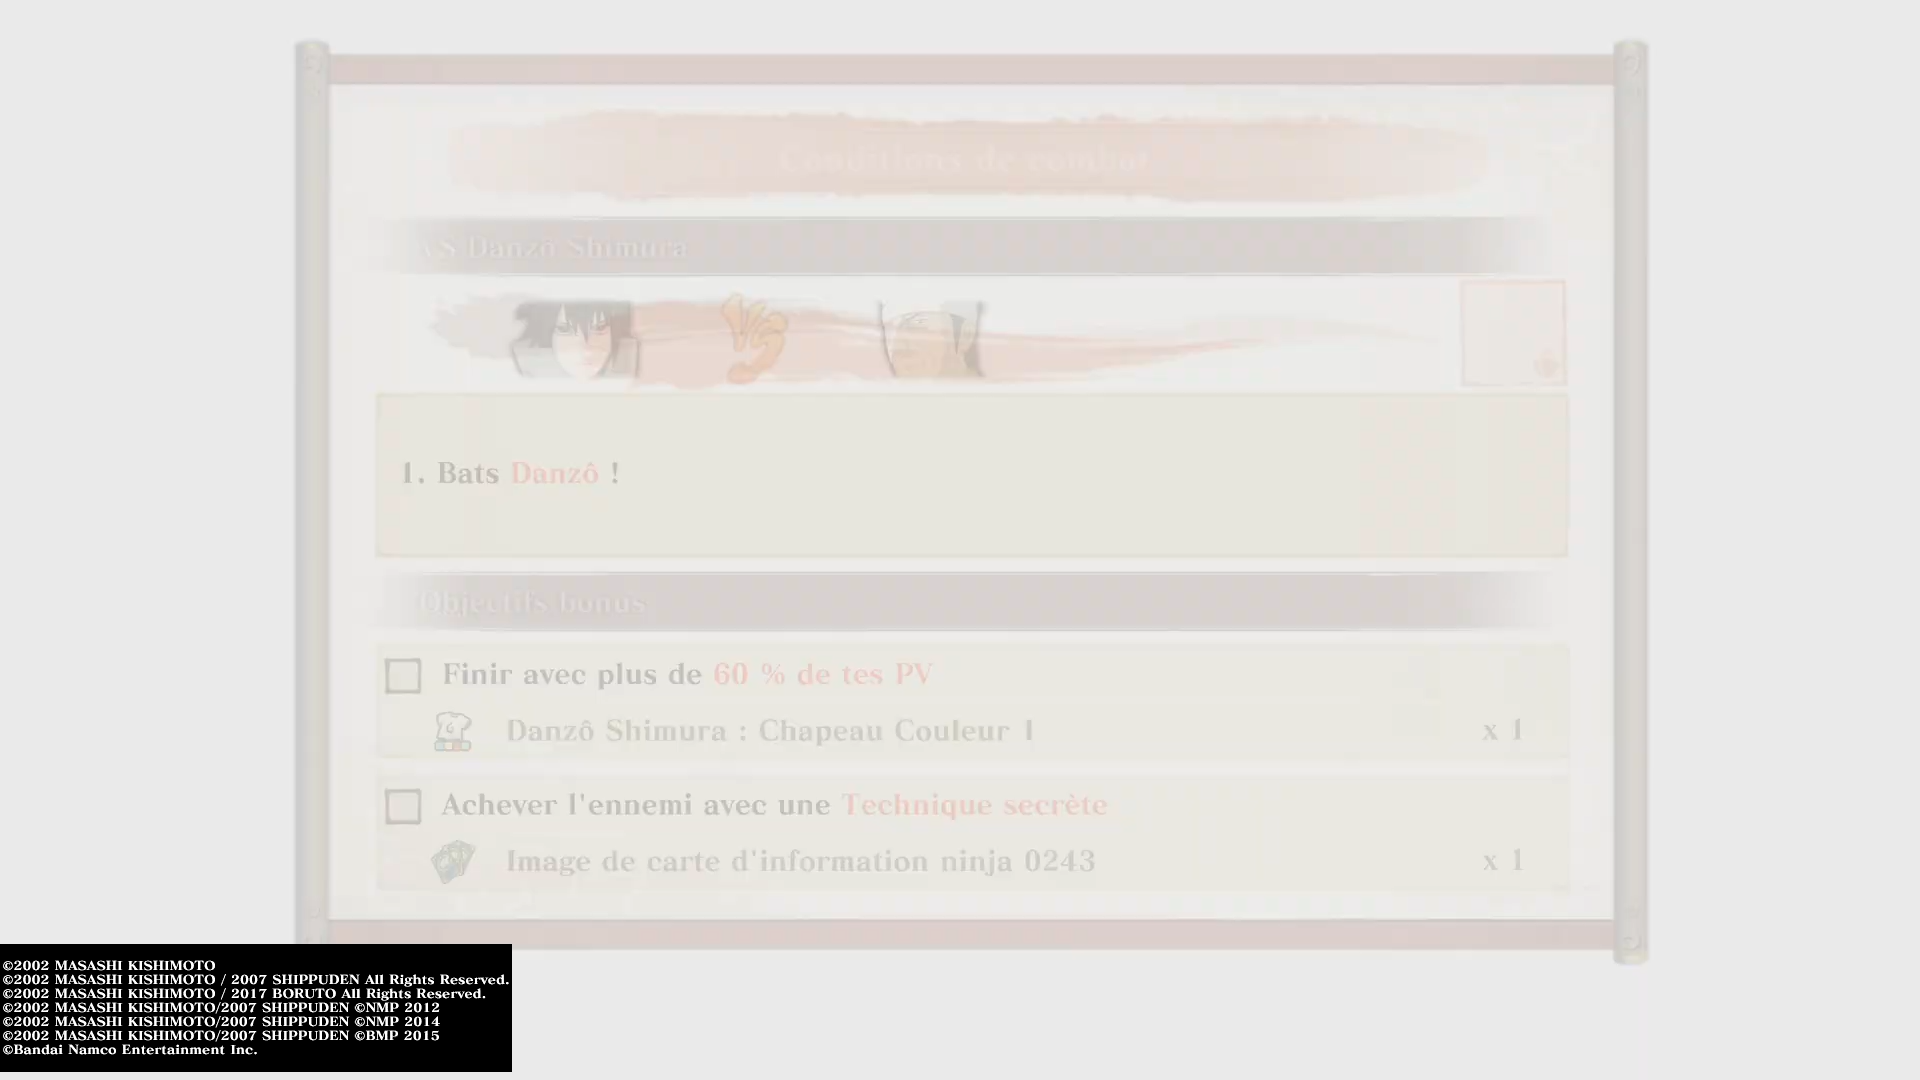 Conditions de combat
VS Danzô Shimura
VS
1. Bats Danzô !
Objectifs bonus
Finir avec plus de 60 % de tes PV
Danzô Shimura : Chapeau Couleur 1 x 1
Achever l'ennemi avec une Technique secrète
Image de carte d'information ninja 0243 x 1
©2002 MASASHI KISHIMOTO
©2002 MASASHI KISHIMOTO / 2007 SHIPPUDEN All Rights Reserved.
©2002 MASASHI KISHIMOTO / 2017 BORUTO All Rights Reserved.
©2002 MASASHI KISHIMOTO/2007 SHIPPUDEN ©NMP 2012
©2002 MASASHI KISHIMOTO/2007 SHIPPUDEN ©NMP 2014
©2002 MASASHI KISHIMOTO/2007 SHIPPUDEN ©BMP 2015
©Bandai Namco Entertainment Inc.